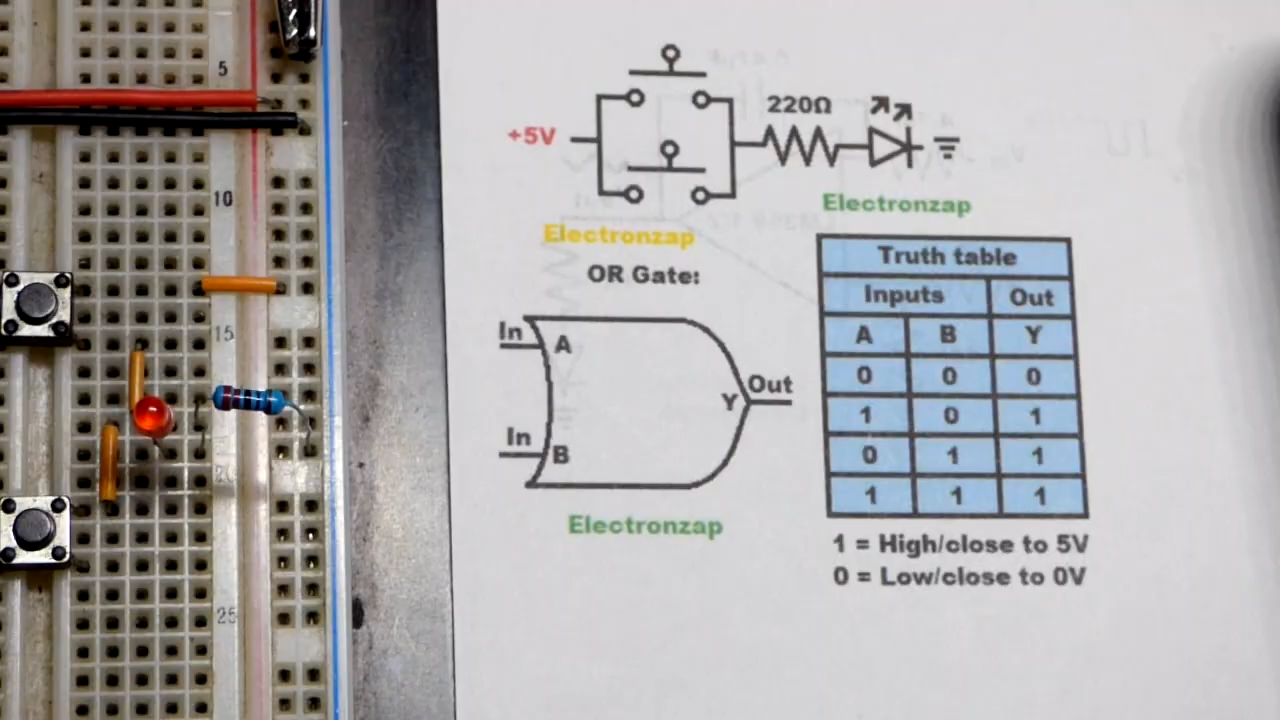 5
10
15
20
25
220Ω
+5V
Electronzap
Electronzap
OR Gate:
In
A
Out
Y
In
B
Electronzap
Truth table
Inputs Out
A B Y
0 0 0
1 0 1
0 1 1
1 1 1
1 = High/close to 5V
0 = Low/close to 0V